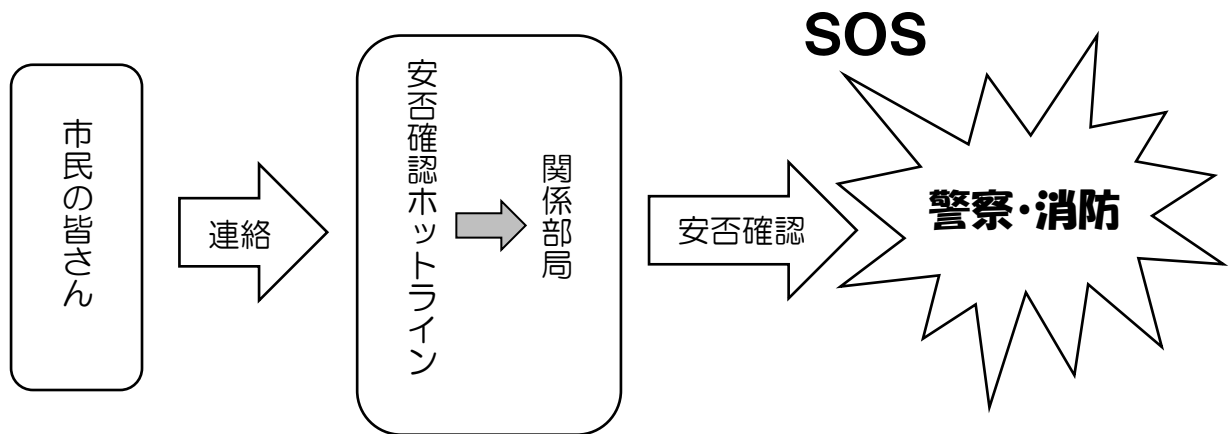 市民の皆さん
連絡
安否確認ホットライン
関係部局
安否確認
SOS
警察・消防